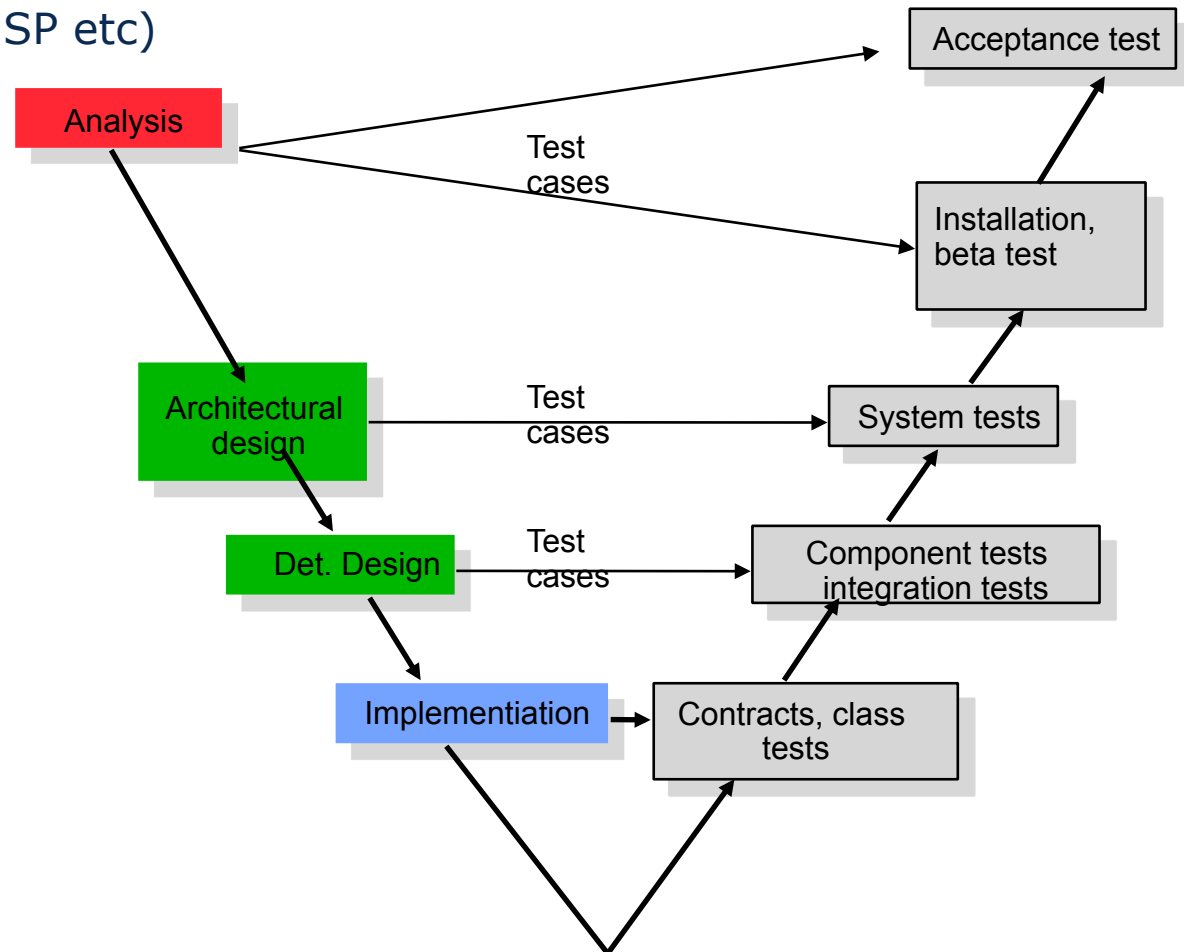 SP etc)
Acceptance test
Analysis
Test
cases
Installation,
beta test
Architectural
design
Test
cases
System tests
Det. Design
Test
cases
Component tests
integration tests
Implementiation
Contracts, class
tests